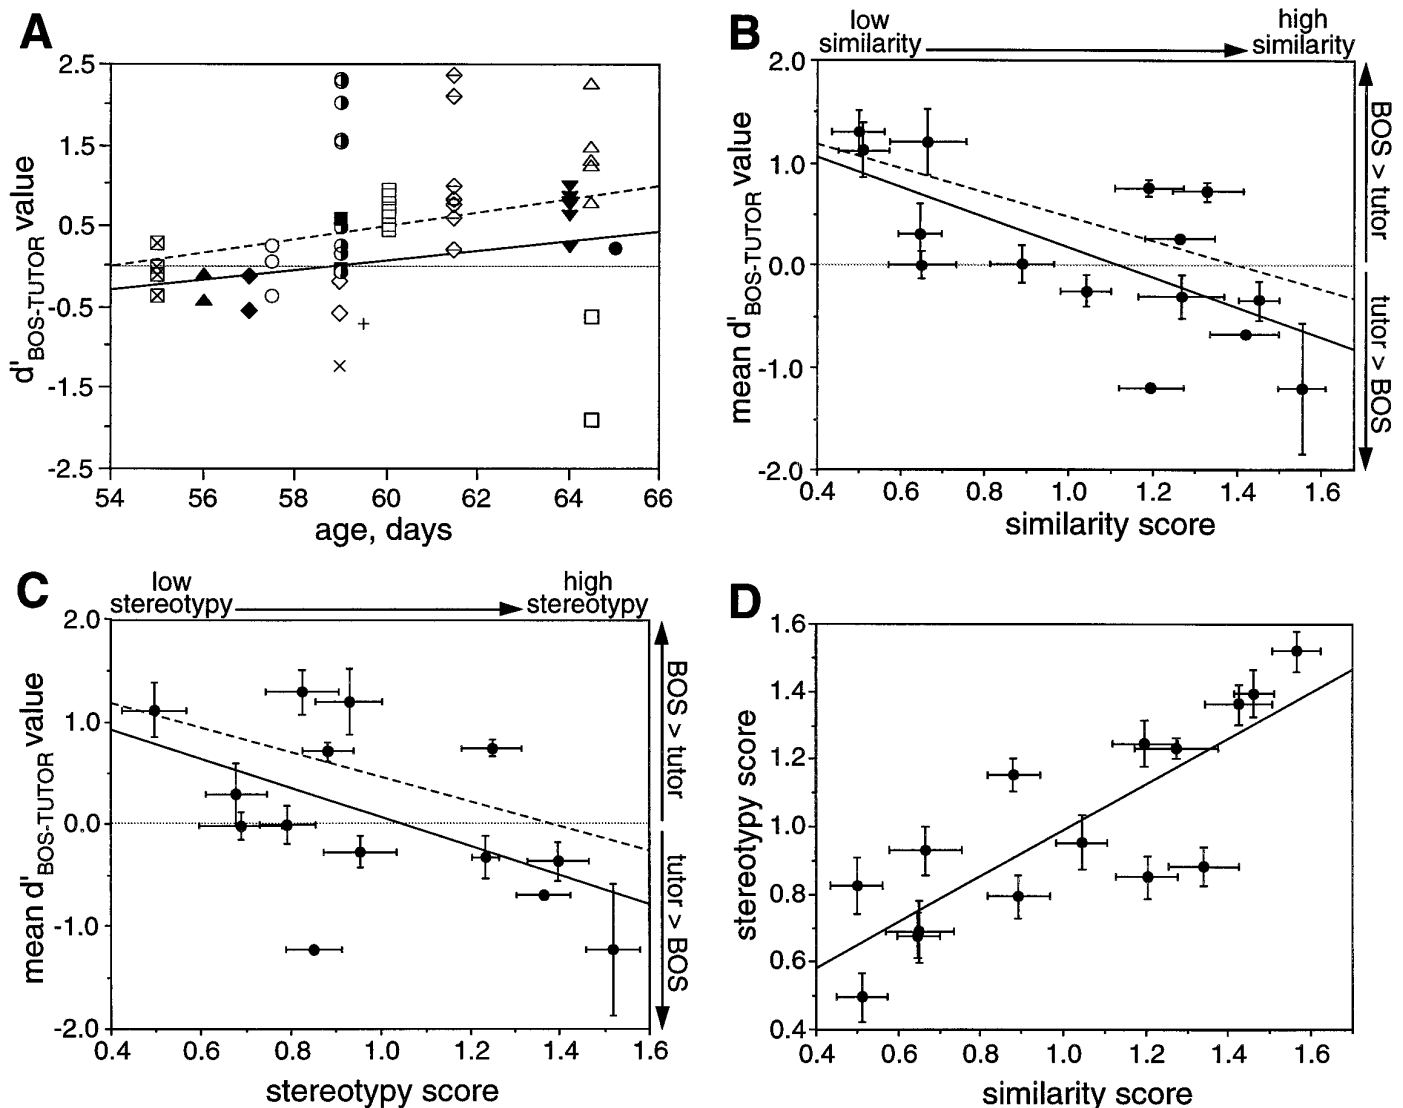 A
2.5
1.5
0.5
-0.5
-1.5
-2.5
d'BOS-TUTOR value
54 56 58 60 62 64 66
age, days
B
low similarity
high similarity
2.0
1.0
0.0
-1.0
-2.0
mean d'BOS-TUTOR value
BOS > tutor
tutor > BOS
0.4 0.6 0.8 1.0 1.2 1.4 1.6
similarity score
C
low stereotypy
high stereotypy
2.0
1.0
0.0
-1.0
-2.0
mean d'BOS-TUTOR value
BOS > tutor
tutor > BOS
0.4 0.6 0.8 1.0 1.2 1.4 1.6
stereotypy score
D
1.6
1.4
1.2
1.0
0.8
0.6
0.4
stereotypy score
0.4 0.6 0.8 1.0 1.2 1.4 1.6
similarity score